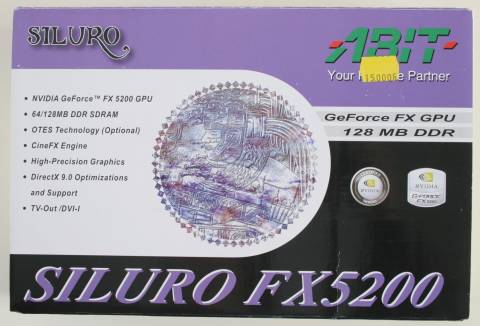 SILURO
ABIT
Your Partner
• NVIDIA GeForce™ FX 5200 GPU
• 64/128MB DDR SDRAM
• OTES Technology (Optional)
• CineFX Engine
• High-Precision Graphics
• DirectX 9.0 Optimizations
and Support
• TV-Out /DVI-I
GeForce FX GPU
128 MB DDR
NVIDIA
NVIDIA
GEFORCE
SILURO FX5200